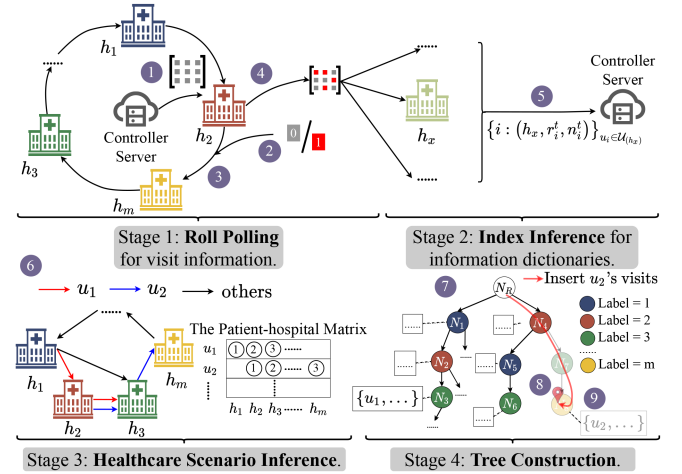 h₁
1
4
......
Controller
Server
h₂
2
0 / 1
3
h₃
hₘ
......
hₓ
......
5
Controller
Server
{i : (hₓ, rᵢᵗ, nᵢᵗ)}ᵤᵢ∈𝒰₍ₕₓ₎
Stage 1: Roll Polling
for visit information.
Stage 2: Index Inference for
information dictionaries.
6
u₁ u₂ others
......
h₁
hₘ
h₂
h₃
The Patient-hospital Matrix
u₁ 1 2 3 ......
u₂ 1 2 ...... 3
......
h₁ h₂ h₃ ...... hₘ
Stage 3: Healthcare Scenario Inference.
7
Insert u₂'s visits
N_R
Label = 1
Label = 2
Label = 3
......
Label = m
...... N₁
N₄
...... N₂
...... N₅
{u₁, ...} N₃
...... N₆
8
9
{u₂, ...}
Stage 4: Tree Construction.